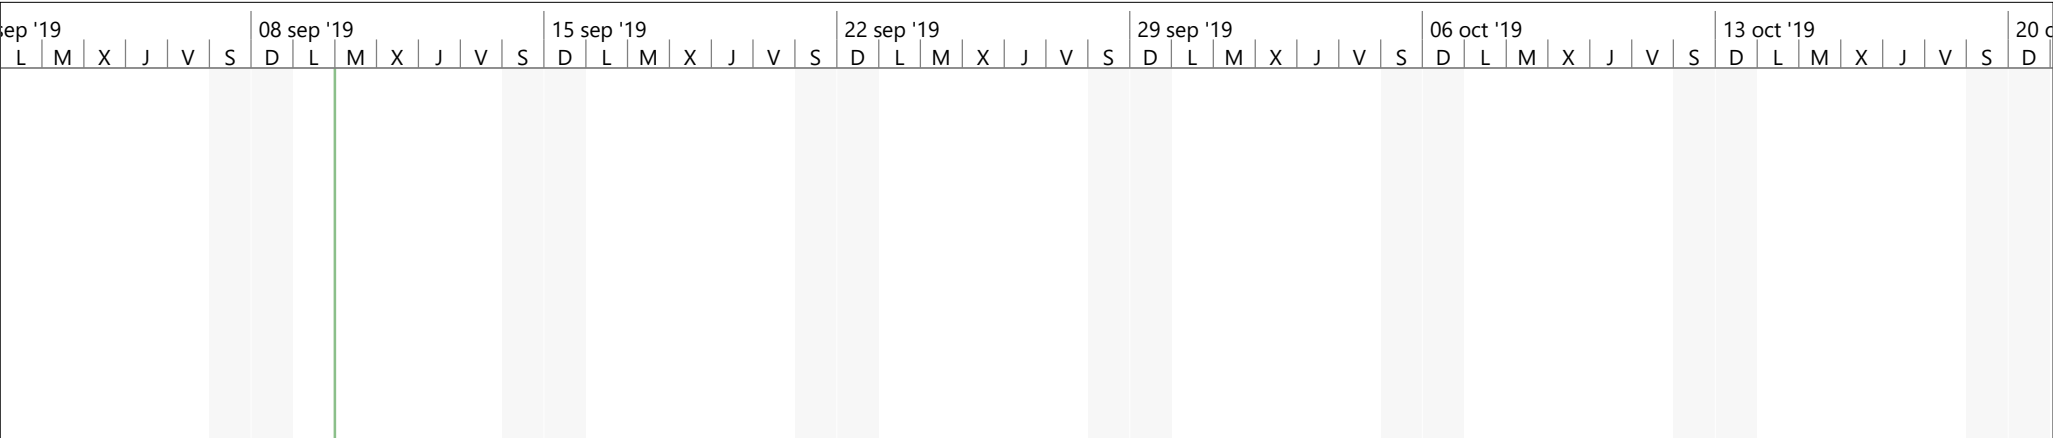 sep '19 08 sep '19 15 sep '19 22 sep '19 29 sep '19 06 oct '19 13 oct '19 20
L M X J V S D L M X J V S D L M X J V S D L M X J V S D L M X J V S D L M X J V S D L M X J V S D